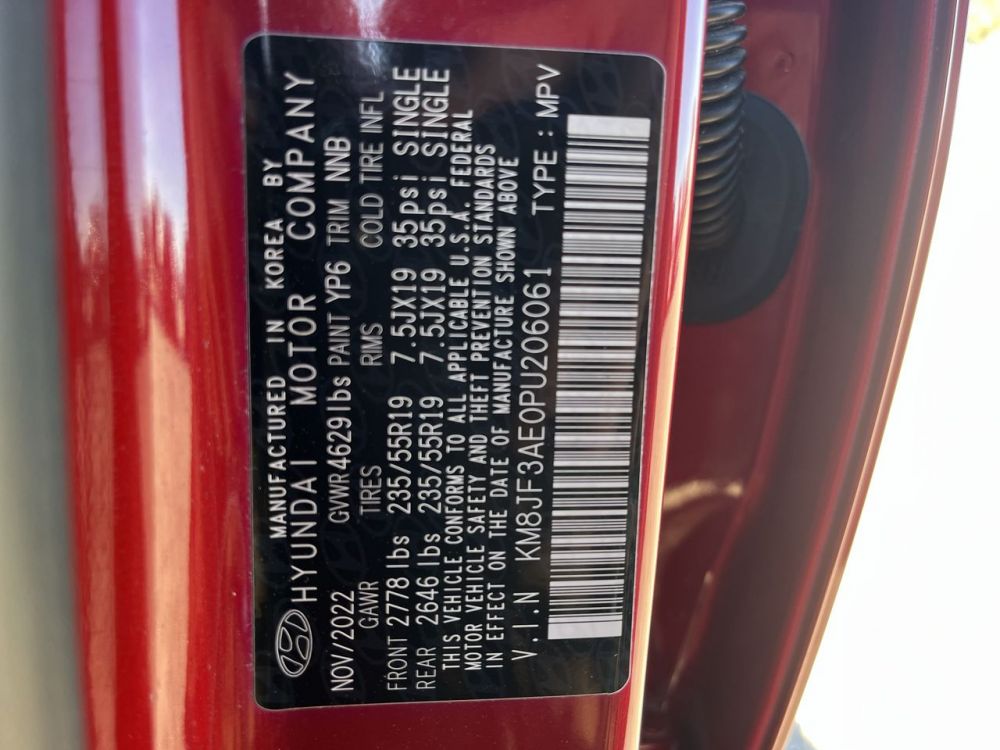 MANUFACTURED IN KOREA BY
HYUNDAI MOTOR COMPANY
NOV/2022 GVWR4629lbs PAINT YP6 TRIM NNB
GAWR TIRES RIMS COLD TIRE INFL
FRONT 2778lbs 235/55R19 7.5JX19 35psi SINGLE
REAR 2646 lbs 235/55R19 7.5JX19 35psi SINGLE
THIS VEHICLE CONFORMS TO ALL APPLICABLE U.S.A. FEDERAL
MOTOR VEHICLE SAFETY AND THEFT PREVENTION STANDARDS
IN EFFECT ON THE DATE OF MANUFACTURE SHOWN ABOVE
V.I.N KM8JF3AE0PU206061 TYPE : MPV